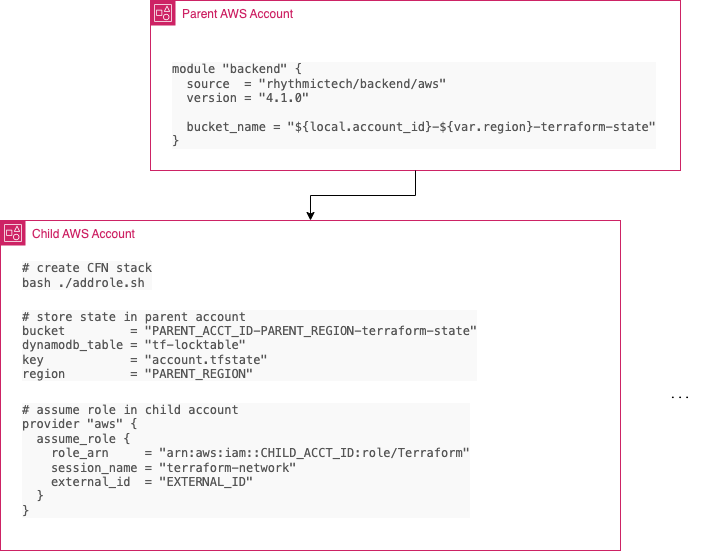 Parent AWS Account
module "backend" {
  source  = "rhythmictech/backend/aws"
  version = "4.1.0"
  bucket_name = "${local.account_id}-${var.region}-terraform-state"
}
Child AWS Account
# create CFN stack
bash ./addrole.sh
# store state in parent account
bucket         = "PARENT_ACCT_ID-PARENT_REGION-terraform-state"
dynamodb_table = "tf-locktable"
key            = "account.tfstate"
region         = "PARENT_REGION"
...
# assume role in child account
provider "aws" {
  assume_role {
    role_arn     = "arn:aws:iam::CHILD_ACCT_ID:role/Terraform"
    session_name = "terraform-network"
    external_id  = "EXTERNAL_ID"
  }
}